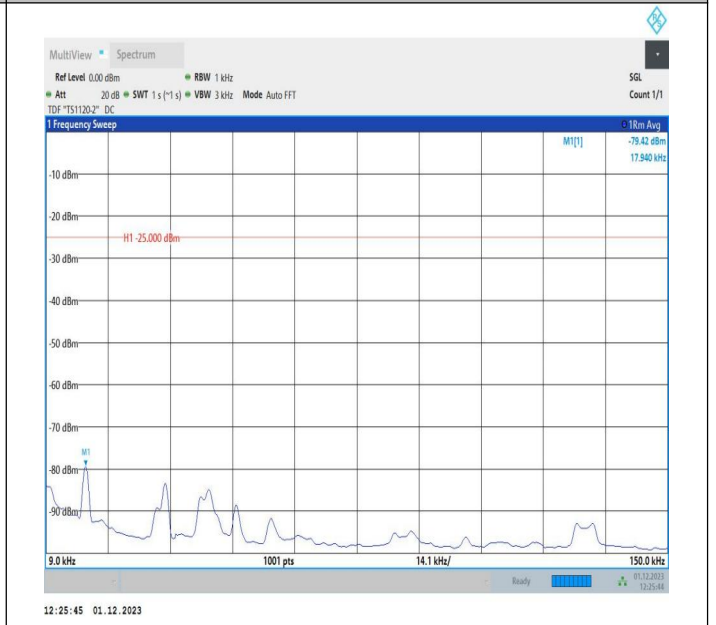 MultiView Spectrum
Ref Level 0.00 dBm RBW 1 kHz SGL
Att 20 dB SWT 1 s (~1 s) VBW 3 kHz Mode Auto FFT Count 1/1
TDF "TS1120-2" DC
1 Frequency Sweep 1Rm Avg
M1[1] -79.42 dBm
17.940 kHz
-10 dBm
-20 dBm
H1 -25.000 dBm
-30 dBm
-40 dBm
-50 dBm
-60 dBm
-70 dBm
M1
-80 dBm
-90 dBm
9.0 kHz 1001 pts 14.1 kHz/ 150.0 kHz
Ready 01.12.2023
12:25:44
12:25:45 01.12.2023